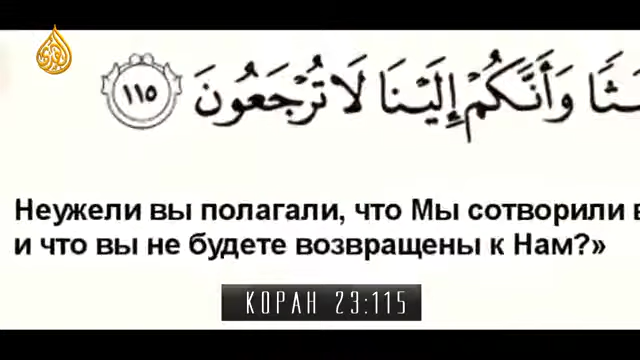 وَأَنَّكُمْ إِلَيْنَا لَا تُرْجَعُونَ ١١٥
Неужели вы полагали, что Мы сотворили
и что вы не будете возвращены к Нам?»
КОРАН 23:115